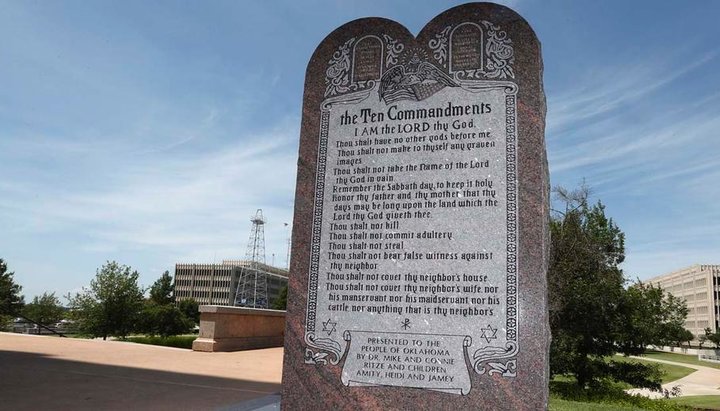 the Ten Commandments
I AM the LORD thy God.
Thou shalt have no other gods before me
Thou shalt not make to thyself any graven
images
Thou shalt not take the Name of the Lord
thy God in vain
Remember the Sabbath day, to keep it holy
Honor thy father and thy mother that thy
days may be long upon the land which the
Lord thy God giveth thee.
Thou shalt not kill
Thou shalt not commit adultery
Thou shalt not steal
Thou shalt not bear false witness against
thy neighbor
Thou shalt not covet thy neighbor's house
Thou shalt not covet thy neighbor's wife nor
his manservant nor his maidservant nor his
cattle nor anything that is thy neighbor's
PRESENTED TO THE
PEOPLE OF OKLAHOMA
BY DR. MIKE AND CONNIE
RITZE AND CHILDREN
AMITY, HEIDI AND JAMEY